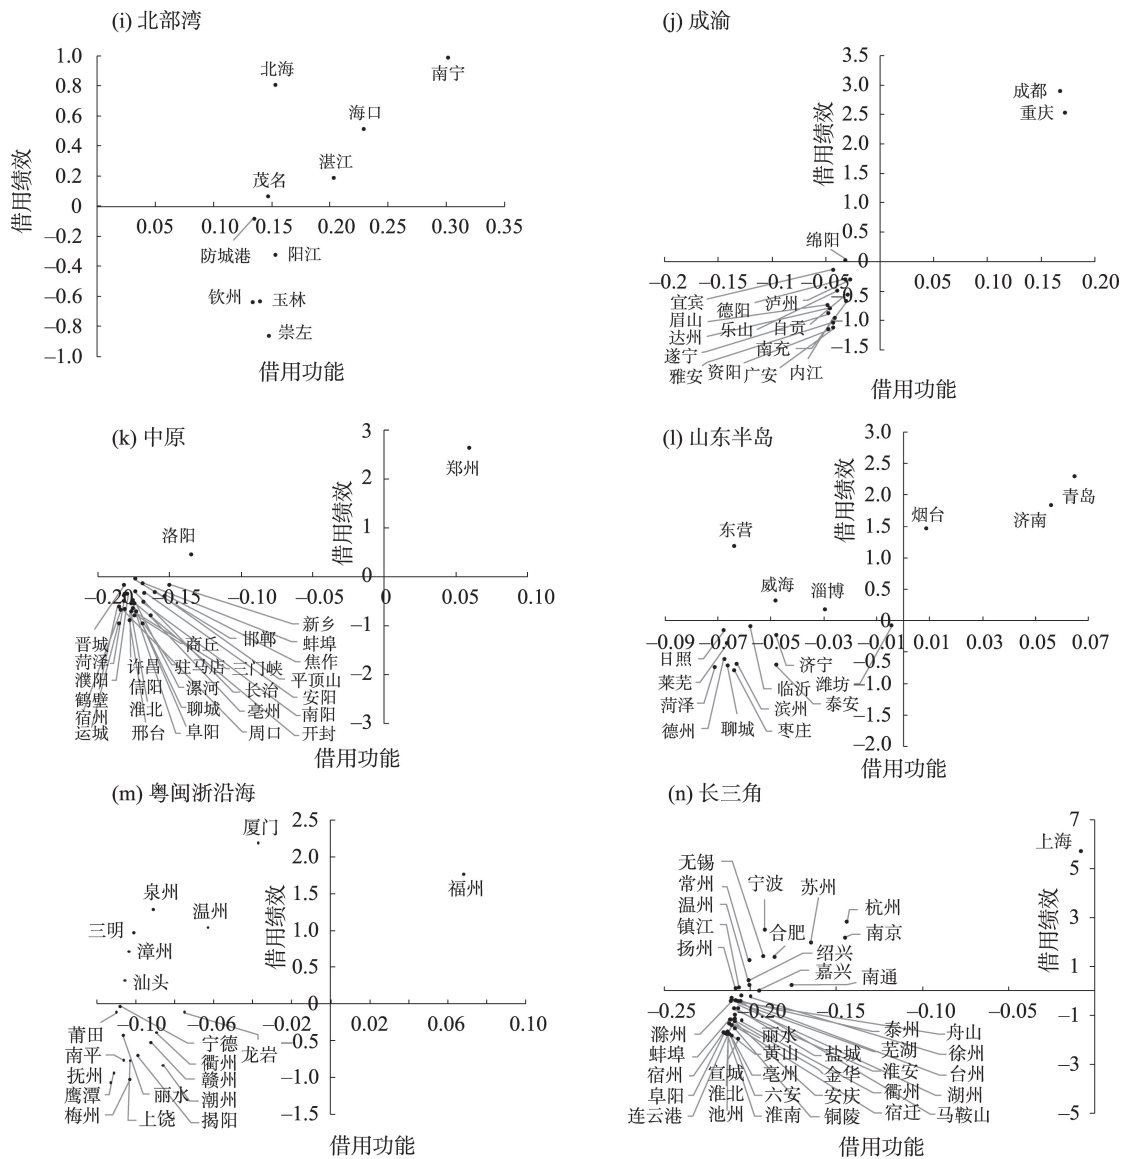 (i) 北部湾
1.0
0.8
0.6
0.4
0.2
0
−0.2
−0.4
−0.6
−0.8
−1.0
借用绩效
0.05 0.10 0.15 0.20 0.25 0.30 0.35
北海
南宁
海口
湛江
茂名
防城港
阳江
钦州
玉林
崇左
借用功能
(j) 成渝
3.5
3.0
2.5
2.0
1.5
1.0
0.5
0
−0.5
−1.0
−1.5
借用绩效
−0.2 −0.15 −0.1 −0.05 0.05 0.10 0.15 0.20
成都
重庆
绵阳
宜宾 德阳 泸州
眉山
达州 乐山 自贡
遂宁 南充
雅安 资阳 广安 内江
借用功能
(k) 中原
3
2
1
0
−1
−2
−3
借用绩效
−0.20 −0.15 −0.10 −0.05 0.05 0.10
郑州
洛阳
新乡
晋城 商丘 邯郸 蚌埠
菏泽 许昌 驻马店 三门峡 焦作
濮阳 信阳 漯河 长治 平顶山
鹤壁 淮北 聊城 亳州 安阳
宿州 南阳
运城 邢台 阜阳 周口 开封
借用功能
(l) 山东半岛
3.0
2.5
2.0
1.5
1.0
0.5
0
−0.5
−1.0
−1.5
−2.0
借用绩效
−0.09 −0.07 −0.05 −0.03 −0.01 0.01 0.03 0.05 0.07
青岛
济南
烟台
东营
威海 淄博
日照 济宁
莱芜 临沂 潍坊
菏泽 滨州 泰安
德州 聊城 枣庄
借用功能
(m) 粤闽浙沿海
2.5
2.0
1.5
1.0
0.5
0
−0.5
−1.0
−1.5
借用绩效
−0.10 −0.06 −0.02 0.02 0.06 0.10
厦门
福州
泉州
温州
三明
漳州
汕头
莆田 宁德
南平 衢州 龙岩
抚州 赣州
鹰潭 丽水 潮州
梅州 上饶 揭阳
借用功能
(n) 长三角
7
5
3
1
−1
−3
−5
借用绩效
−0.25 −0.20 −0.15 −0.10 −0.05
上海
无锡
常州 宁波 苏州
温州 杭州
镇江 合肥 南京
扬州 绍兴
嘉兴 南通
滁州 丽水 泰州 舟山
蚌埠 黄山 盐城 芜湖 徐州
宿州 宣城 亳州 金华 淮安 台州
阜阳 淮北 六安 安庆 衢州 湖州
连云港 池州 淮南 铜陵 宿迁 马鞍山
借用功能